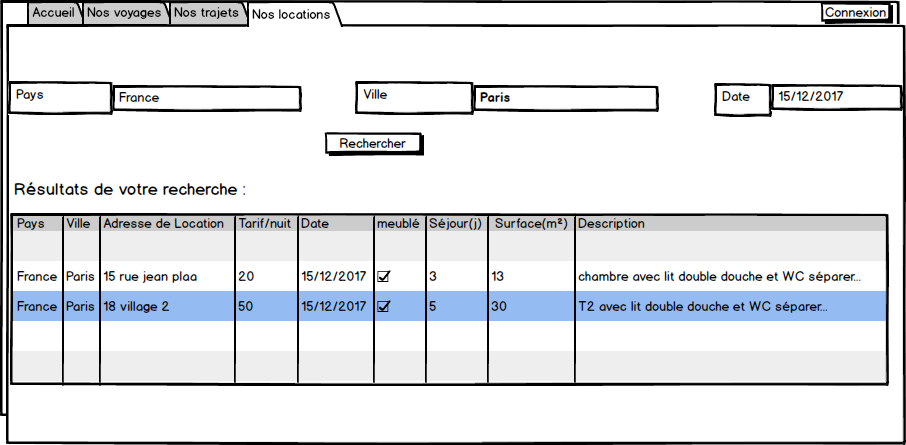 Accueil Nos voyages Nos trajets Nos locations Connexion
Pays France Ville Paris Date 15/12/2017
Rechercher
Résultats de votre recherche :
Pays Ville Adresse de Location Tarif/nuit Date meublé Séjour(j) Surface(m²) Description
France Paris 15 rue jean plaa 20 15/12/2017 3 13 chambre avec lit double douche et WC séparer...
France Paris 18 village 2 50 15/12/2017 5 30 T2 avec lit double douche et WC séparer...